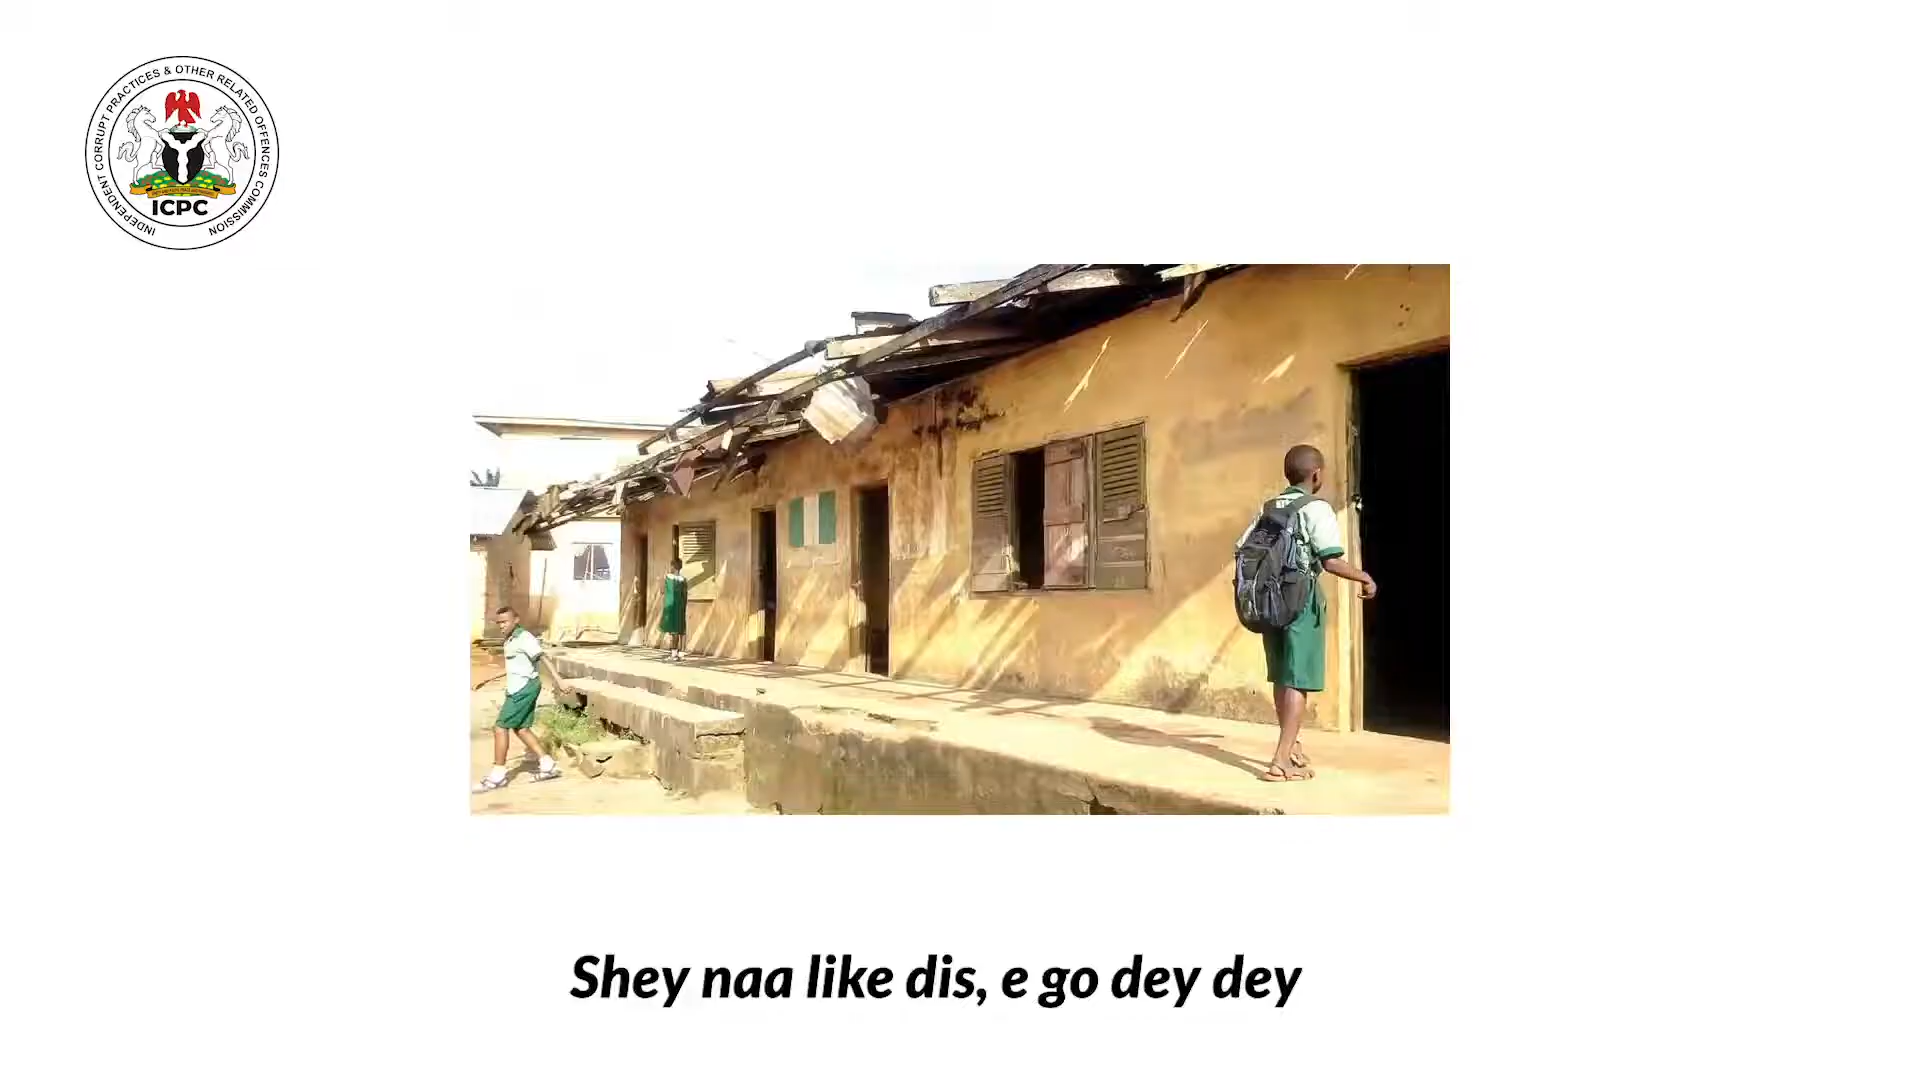 INDEPENDENT CORRUPT PRACTICES & OTHER RELATED OFFENCES COMMISSION
ICPC
Shey naa like dis, e go dey dey